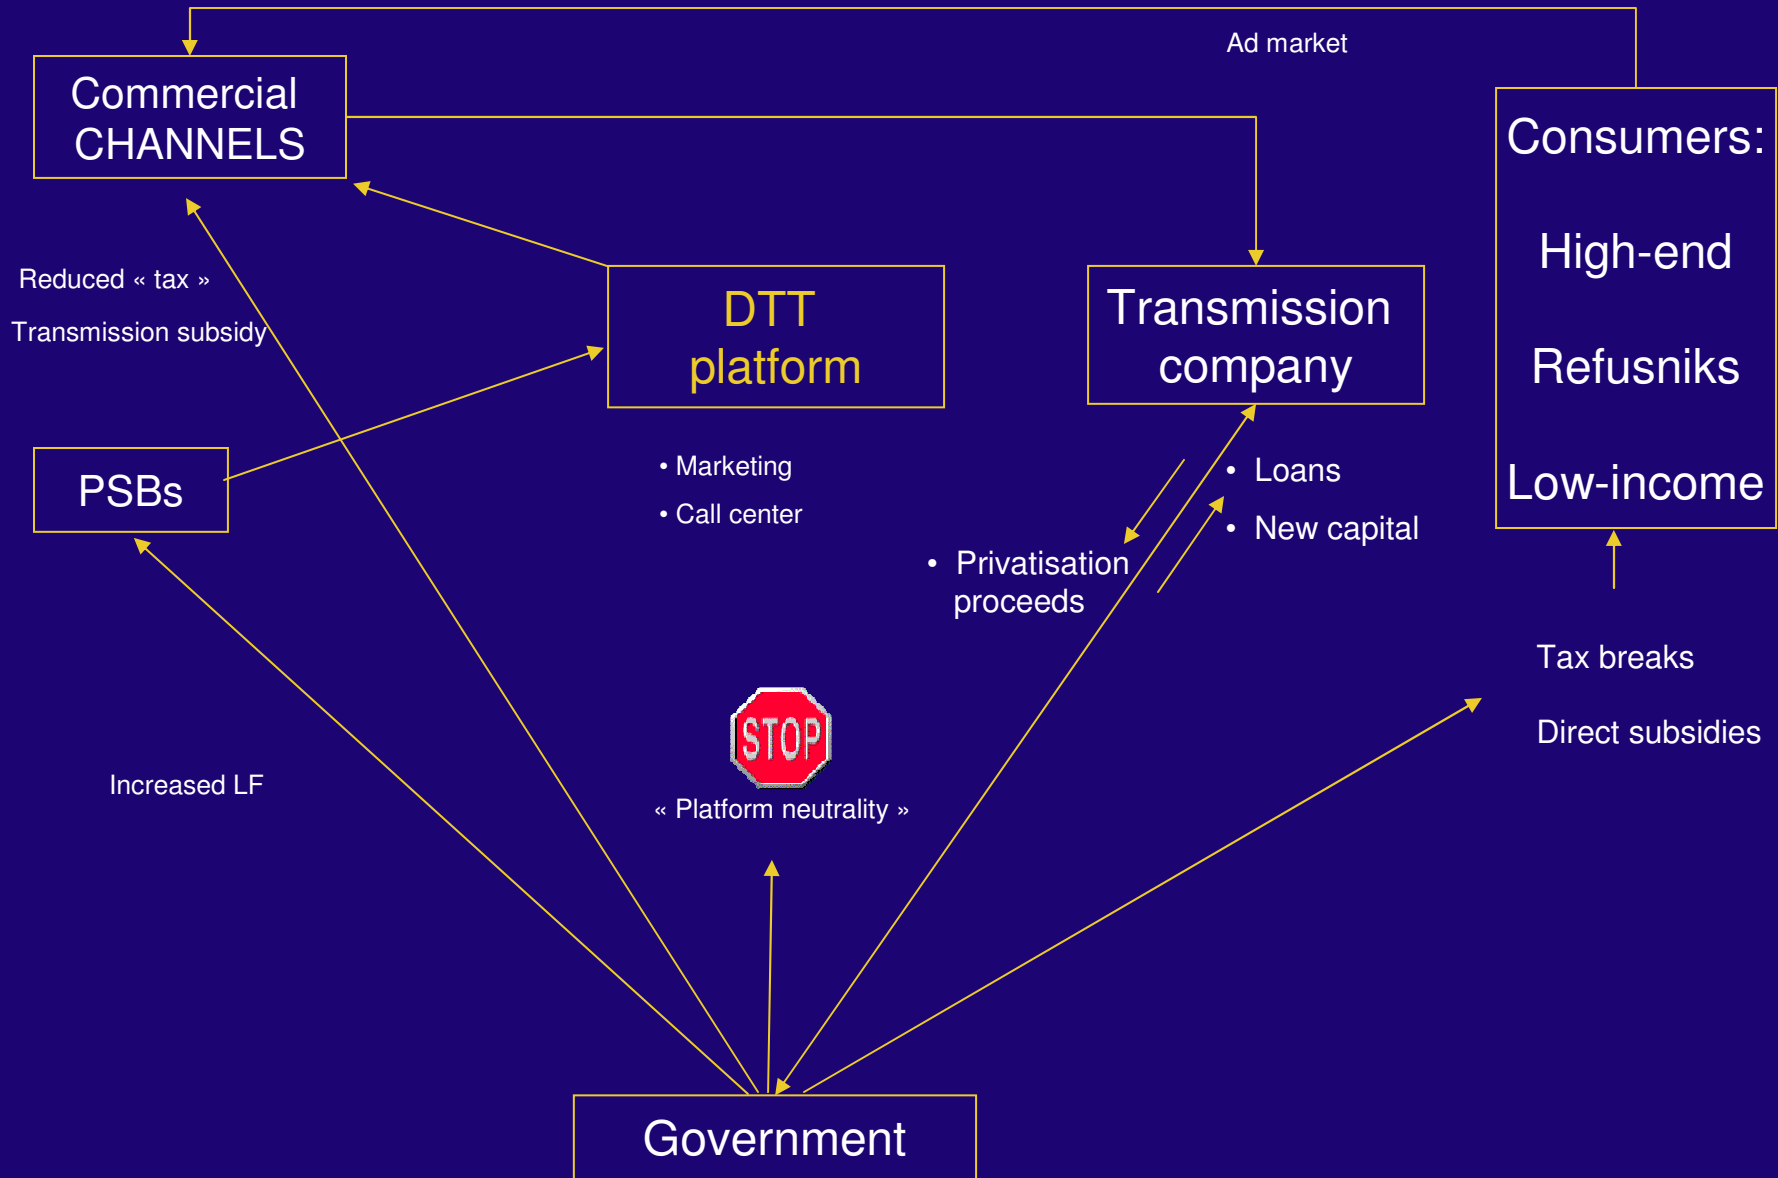 Ad market
Commercial
CHANNELS
Consumers:
High-end
Refusniks
Low-income
Reduced « tax »
Transmission subsidy
DTT
platform
Transmission
company
PSBs
• Marketing
• Call center
• Loans
• New capital
• Privatisation
proceeds
Tax breaks
Direct subsidies
STOP
« Platform neutrality »
Increased LF
Government